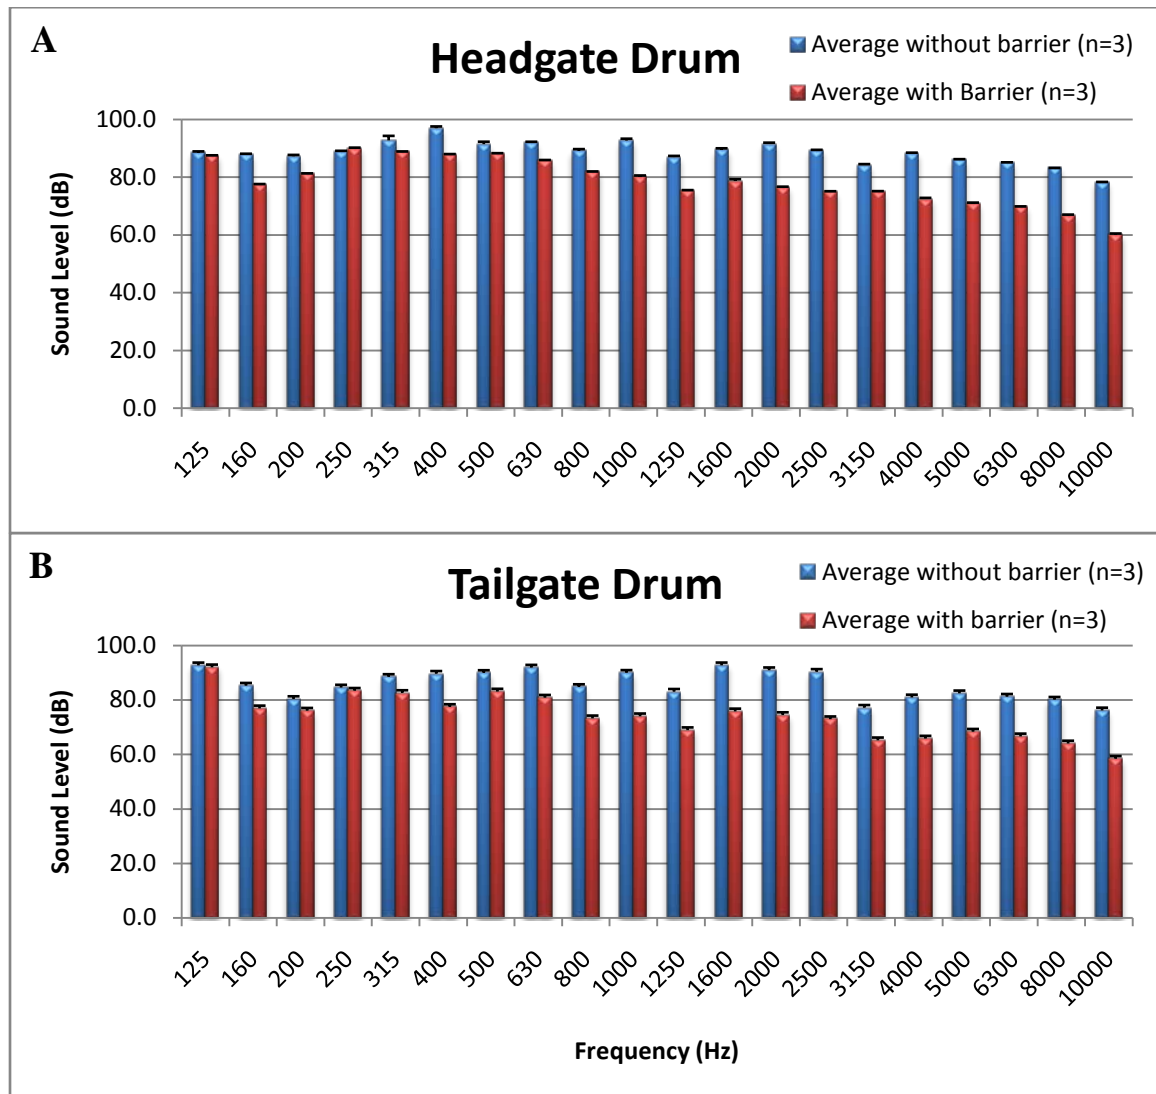 A
Headgate Drum
Average without barrier (n=3)
Average with Barrier (n=3)
Sound Level (dB)
100.0
80.0
60.0
40.0
20.0
0.0
125 160 200 250 315 400 500 630 800 1000 1250 1600 2000 2500 3150 4000 5000 6300 8000 10000
B
Tailgate Drum
Average without barrier (n=3)
Average with barrier (n=3)
Sound Level (dB)
100.0
80.0
60.0
40.0
20.0
0.0
125 160 200 250 315 400 500 630 800 1000 1250 1600 2000 2500 3150 4000 5000 6300 8000 10000
Frequency (Hz)